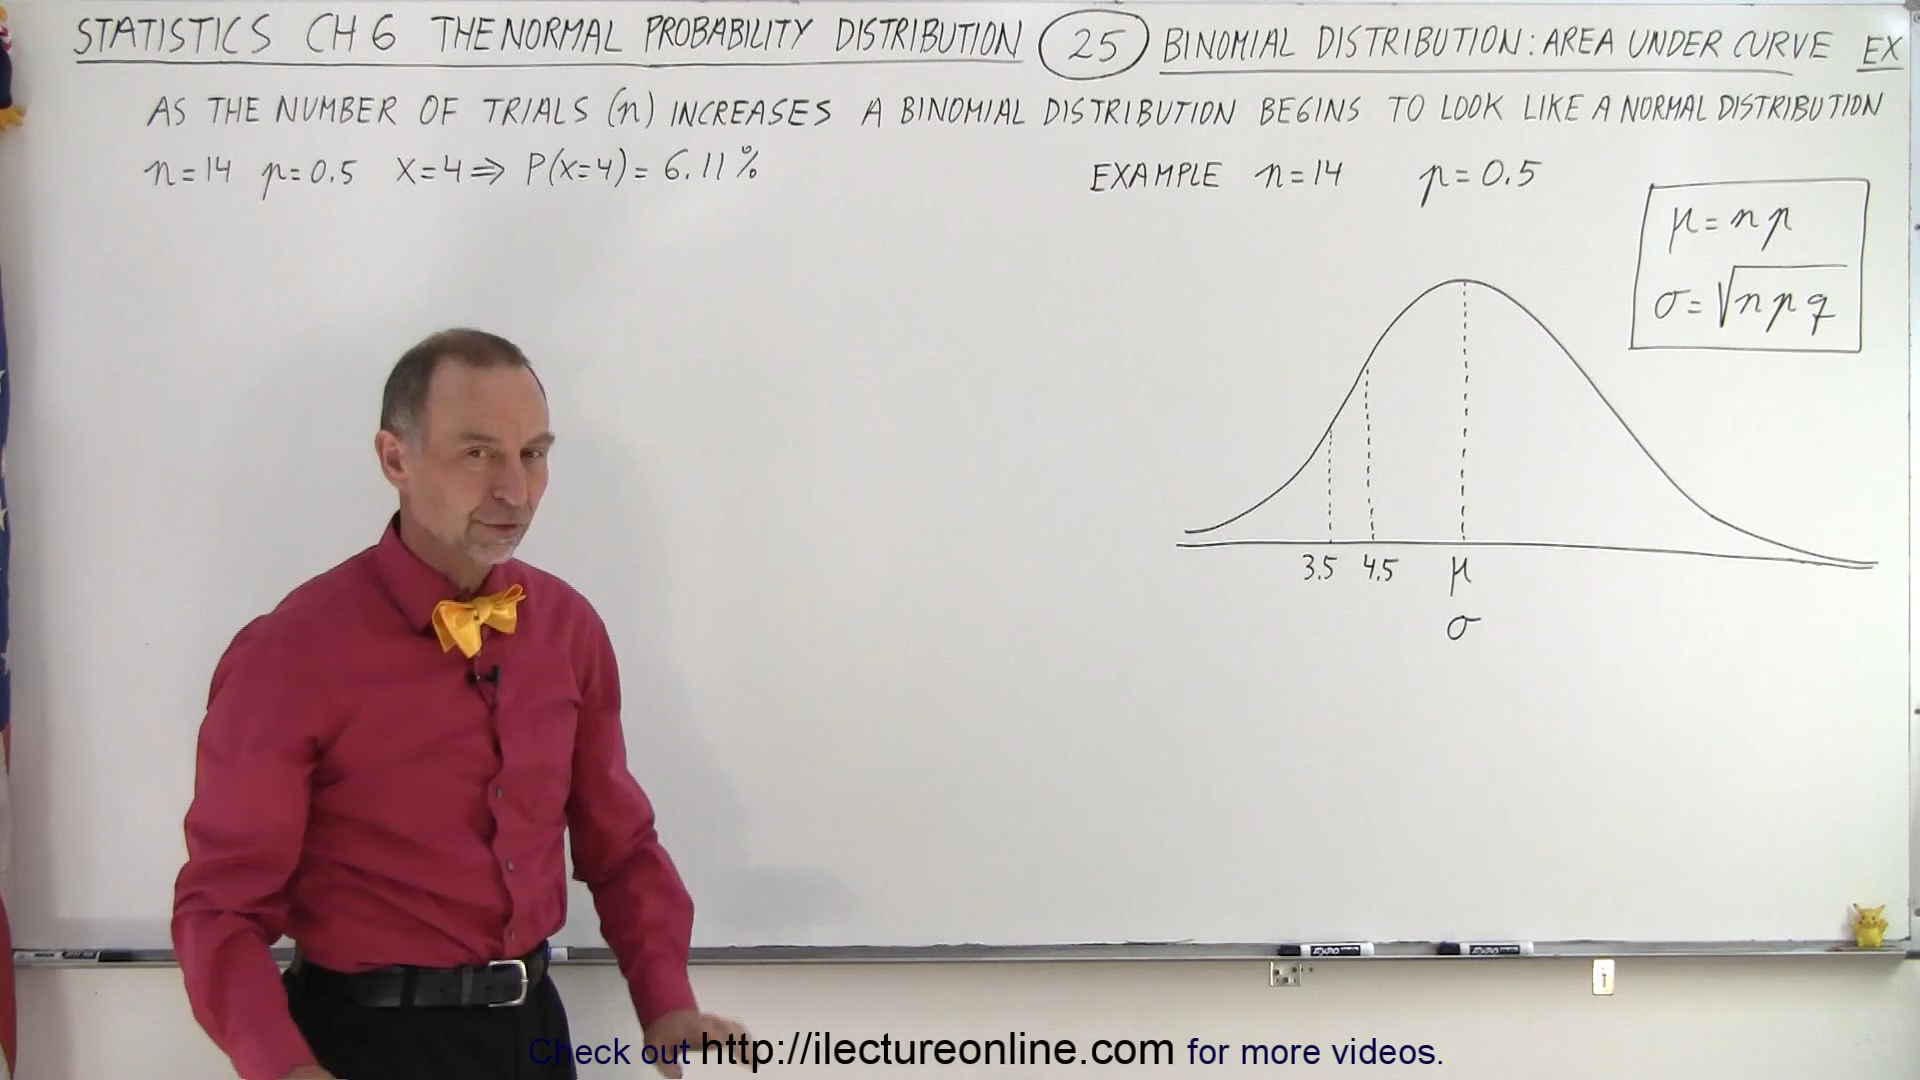 STATISTICS CH 6 THE NORMAL PROBABILITY DISTRIBUTION 25 BINOMIAL DISTRIBUTION: AREA UNDER CURVE EX
AS THE NUMBER OF TRIALS (n) INCREASES A BINOMIAL DISTRIBUTION BEGINS TO LOOK LIKE A NORMAL DISTRIBUTION
n=14 p=0.5 X=4 ⇒ P(X=4) = 6.11%
EXAMPLE n=14 p=0.5
μ = n p
σ = √n p q
3.5 4.5 μ
σ
EXPO EXPO
Check out http://ilectureonline.com for more videos.